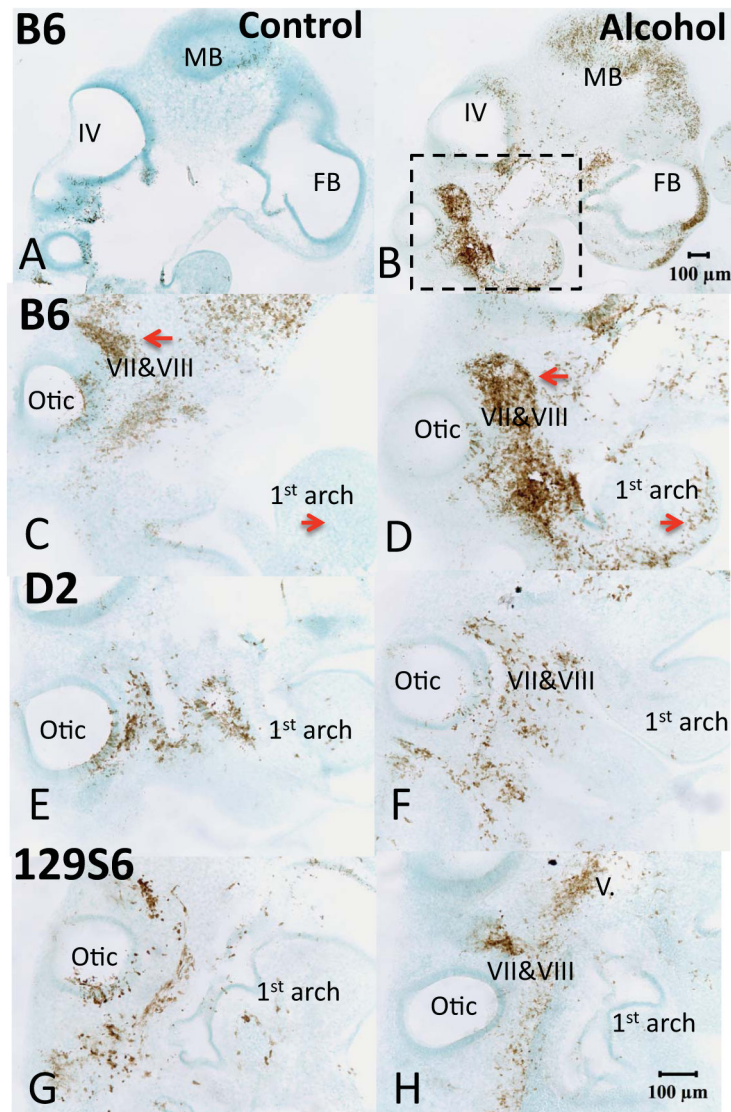 B6 Control Alcohol
MB MB
IV IV
FB FB
A B
100 µm
B6
VII&VIII
Otic
1st arch
C
VII&VIII
Otic
1st arch
D
D2
Otic
1st arch
E
Otic
VII&VIII
1st arch
F
129S6
Otic
1st arch
G
V.
VII&VIII
Otic
1st arch
H
100 µm